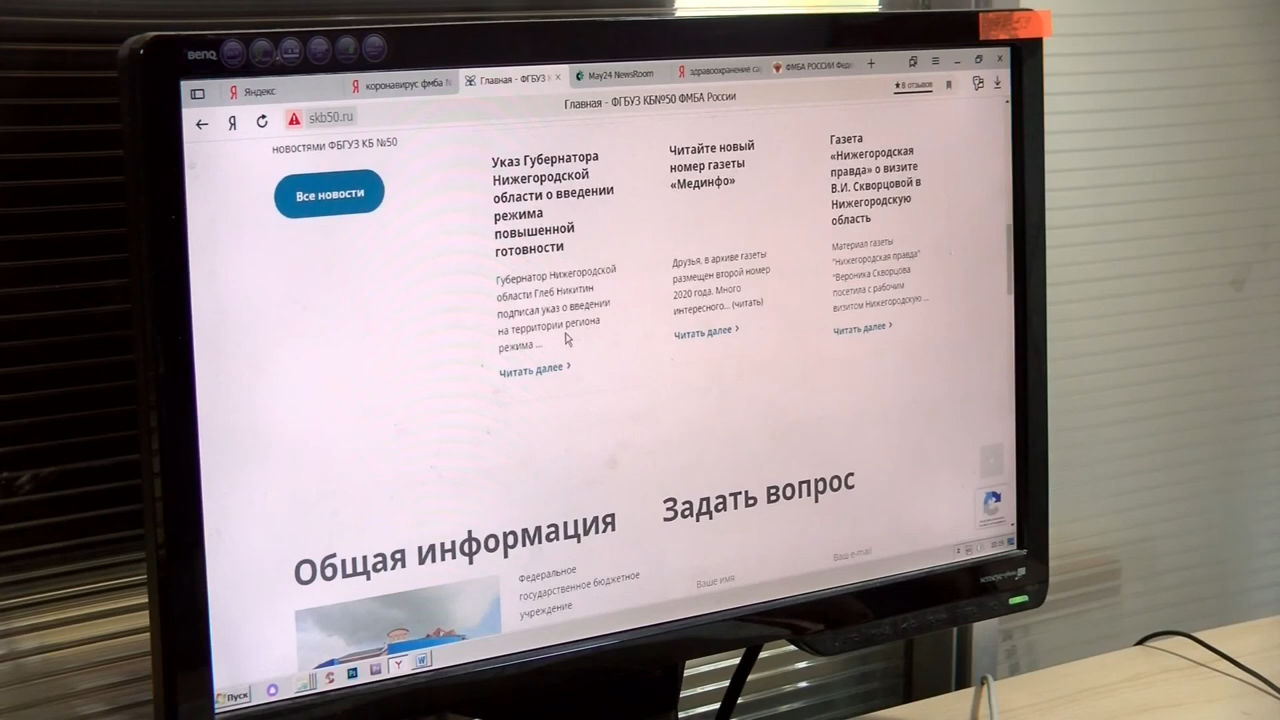 BENQ
Яндекс
коронавирус фмба
Главная - ФГБУЗ
May24 NewsRoom
здравоохранение
ФМБА РОССИИ
skb50.ru
Главная - ФГБУЗ КБ№50 ФМБА России
отзывов
новостями ФБГУЗ КБ №50
Все новости
Указ Губернатора
Нижегородской
области о введении
режима
повышенной
готовности
Губернатор Нижегородской
области Глеб Никитин
подписал указ о введении
на территории региона
режима ...
Читать далее
Читайте новый
номер газеты
«Мединфо»
Друзья, в архиве газеты
размещен второй номер
2020 года. Много
интересного... (читать)
Читать далее
Газета
«Нижегородская
правда» о визите
В.И. Скворцовой в
Нижегородскую
область
Материал газеты
"Нижегородская правда"
"Вероника Скворцова
посетила с рабочим
визитом Нижегородскую ...
Читать далее
Общая информация
Задать вопрос
Федеральное
государственное бюджетное
учреждение
Ваше имя
Ваш e-mail
Пуск